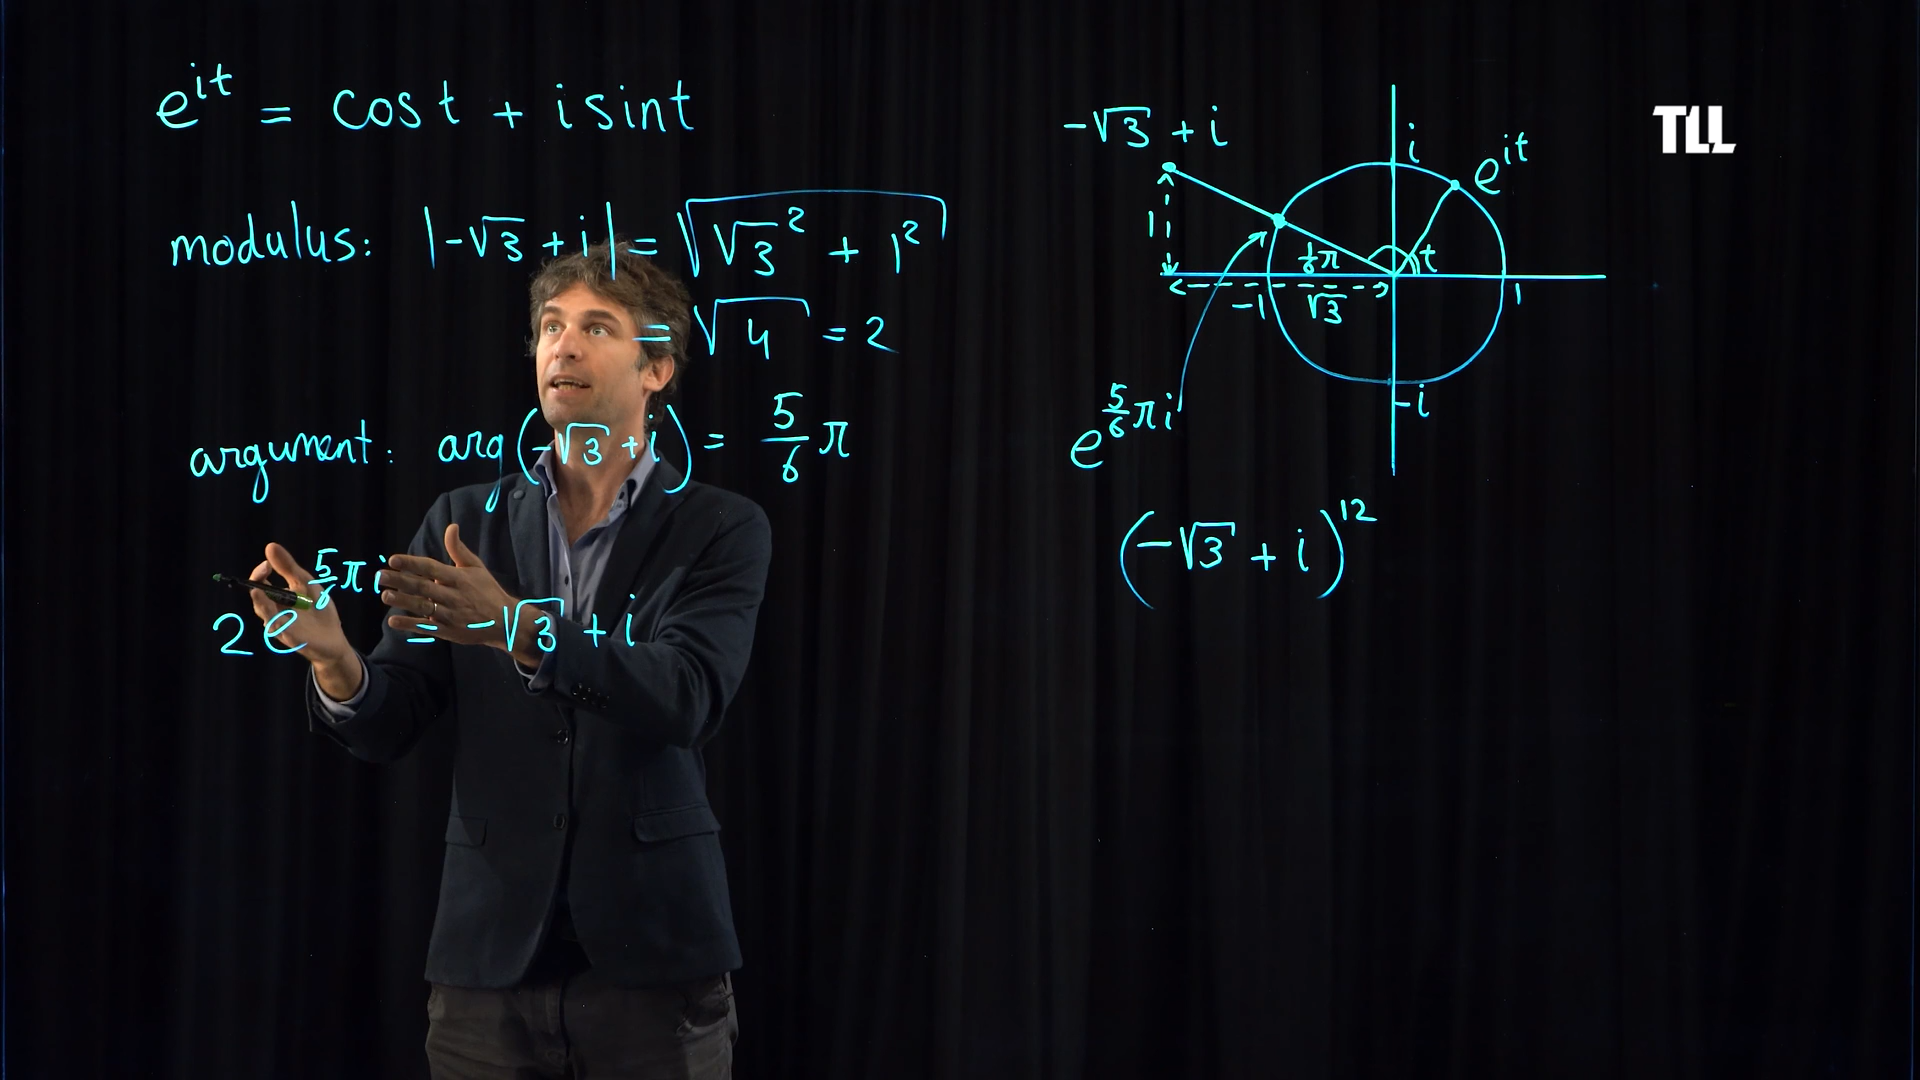 e^{it} = cos t + i sin t
modulus: |-√3 + i| = √(√3² + 1²)
= √4 = 2
argument: arg(-√3 + i) = 5/6 π
2e^{5/6 πi} = -√3 + i
TLL
-√3 + i
i
e^{it}
1
1/6 π
t
-1
√3
1
-i
e^{5/6 πi}
(-√3 + i)^{12}